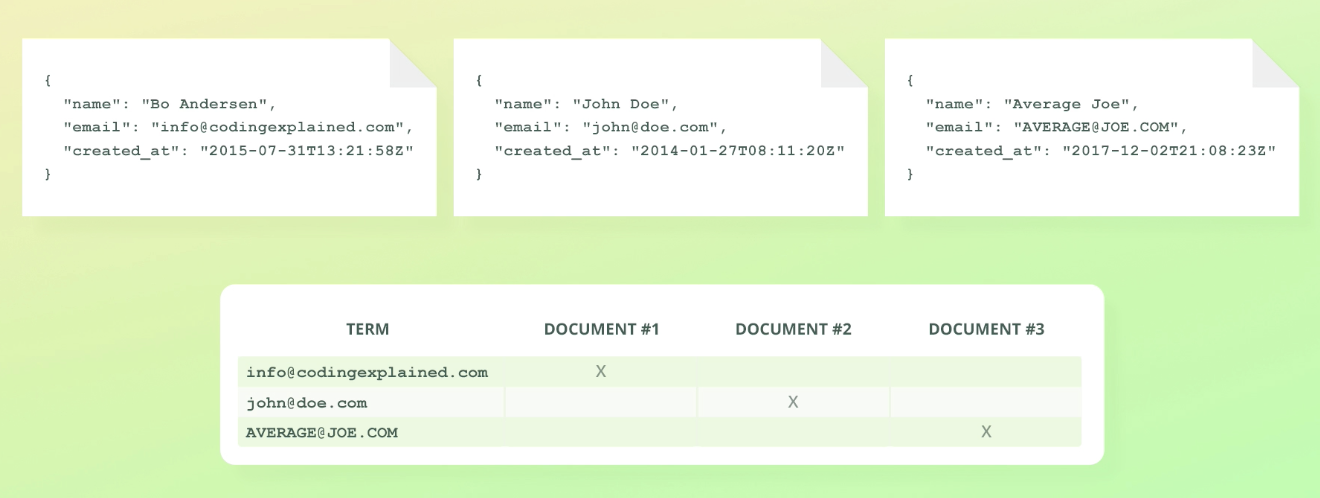 {
"name": "Bo Andersen",
"email": "info@codingexplained.com",
"created_at": "2015-07-31T13:21:58Z"
}
{
"name": "John Doe",
"email": "john@doe.com",
"created_at": "2014-01-27T08:11:20Z"
}
{
"name": "Average Joe",
"email": "AVERAGE@JOE.COM",
"created_at": "2017-12-02T21:08:23Z"
}
TERM DOCUMENT #1 DOCUMENT #2 DOCUMENT #3
info@codingexplained.com X
john@doe.com X
AVERAGE@JOE.COM X